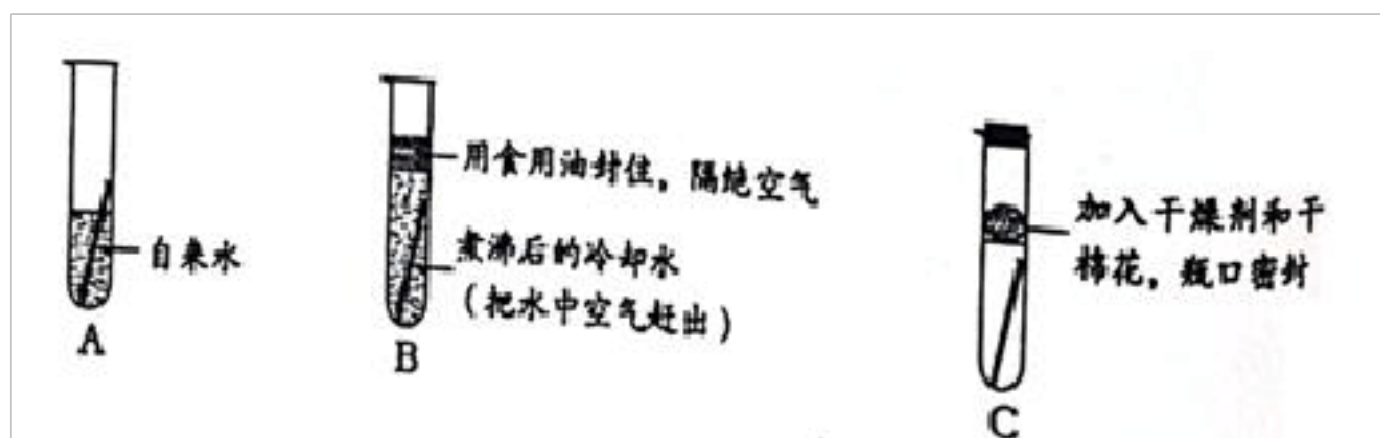 自来水
A
用食用油封住，隔绝空气
煮沸后的冷却水
（把水中空气赶出）
B
加入干燥剂和干
棉花，瓶口密封
C